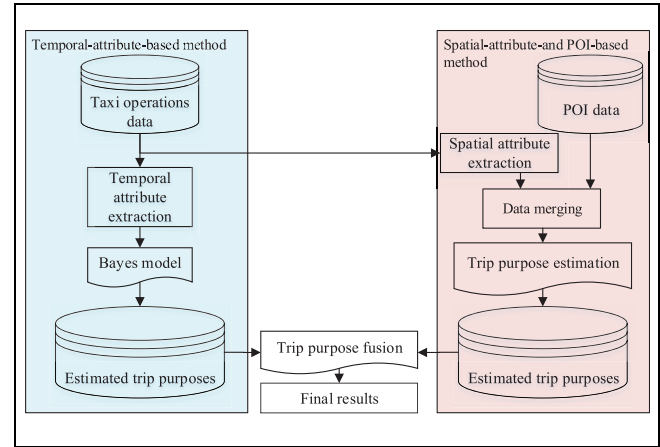 Temporal-attribute-based method
Taxi operations
data
Temporal
attribute
extraction
Bayes model
Estimated trip purposes
Spatial-attribute-and POI-based
method
POI data
Spatial attribute
extraction
Data merging
Trip purpose estimation
Estimated trip purposes
Trip purpose fusion
Final results